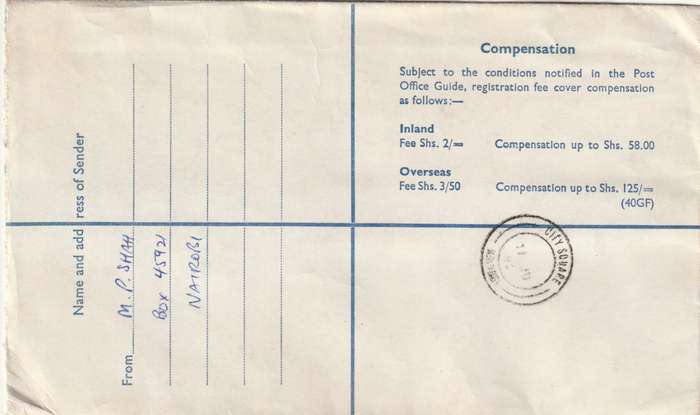 Compensation
Subject to the conditions notified in the Post
Office Guide, registration fee cover compensation
as follows:—
Inland
Fee Shs. 2/= Compensation up to Shs. 58.00
Overseas
Fee Shs. 3/50 Compensation up to Shs. 125/=
(40GF)
Name and add ress of Sender
From M. P. SHAH
Box 45921
NAIROBI
CITY SQUARE